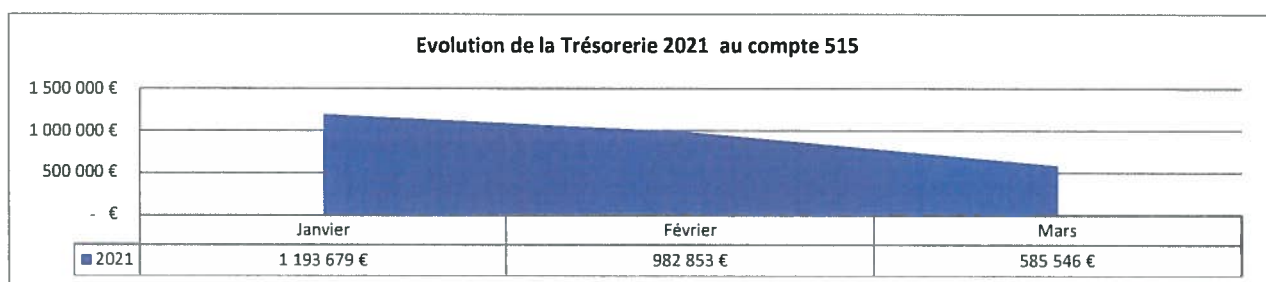 Evolution de la Trésorerie 2021 au compte 515
1 500 000 €
1 000 000 €
500 000 €
- €
Janvier Février Mars
2021 1 193 679 € 982 853 € 585 546 €